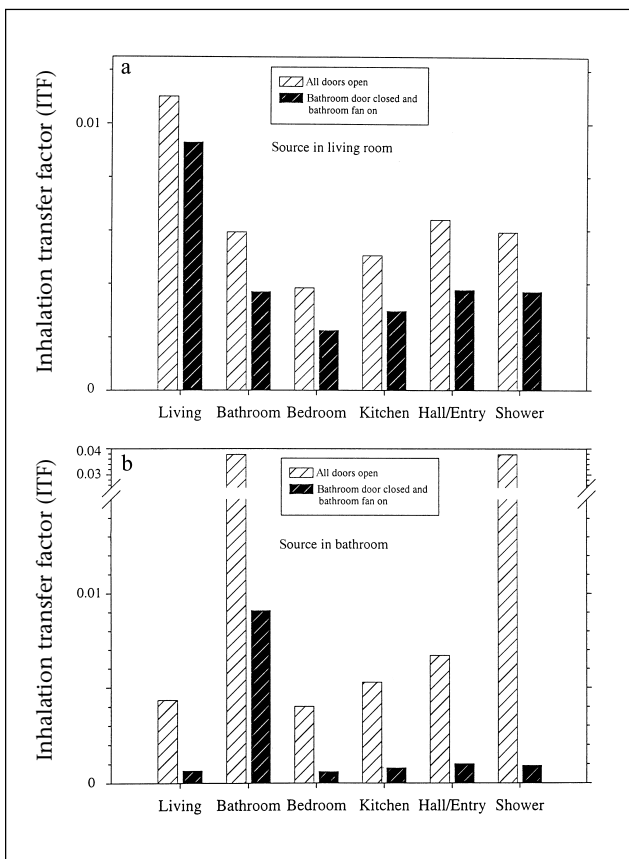 a
All doors open
Bathroom door closed and
bathroom fan on
Source in living room
Inhalation transfer factor (ITF)
0.01
0
Living Bathroom Bedroom Kitchen Hall/Entry Shower
b
All doors open
Bathroom door closed and
bathroom fan on
Source in bathroom
Inhalation transfer factor (ITF)
0.04
0.03
0.01
0
Living Bathroom Bedroom Kitchen Hall/Entry Shower